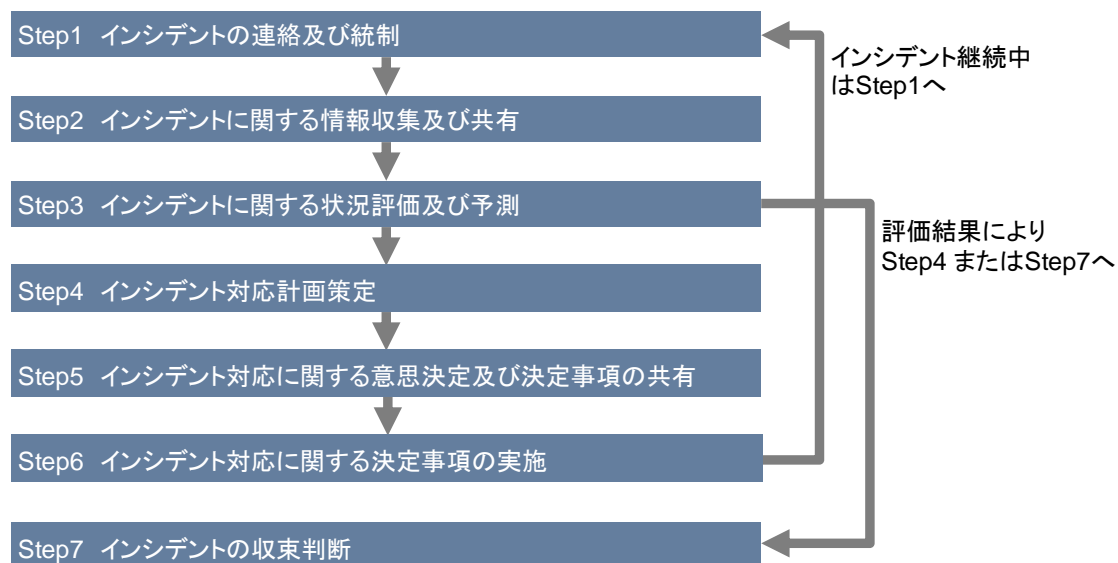 Step1 インシデントの連絡及び統制
インシデント継続中
はStep1へ
Step2 インシデントに関する情報収集及び共有
Step3 インシデントに関する状況評価及び予測
評価結果により
Step4 またはStep7へ
Step4 インシデント対応計画策定
Step5 インシデント対応に関する意思決定及び決定事項の共有
Step6 インシデント対応に関する決定事項の実施
Step7 インシデントの収束判断